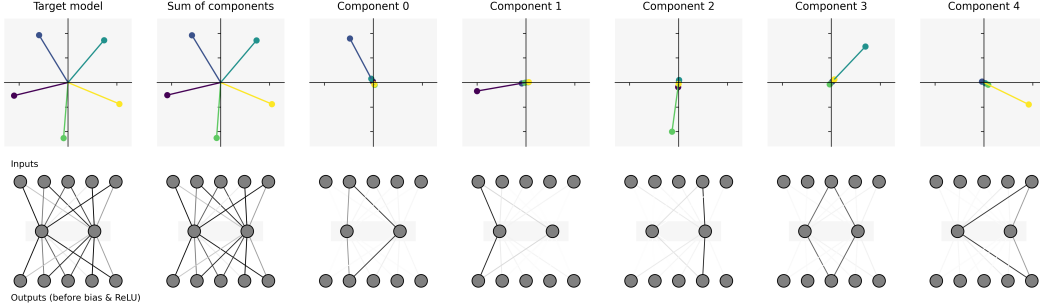 Target model
Sum of components
Component 0
Component 1
Component 2
Component 3
Component 4
Inputs
Outputs (before bias & ReLU)